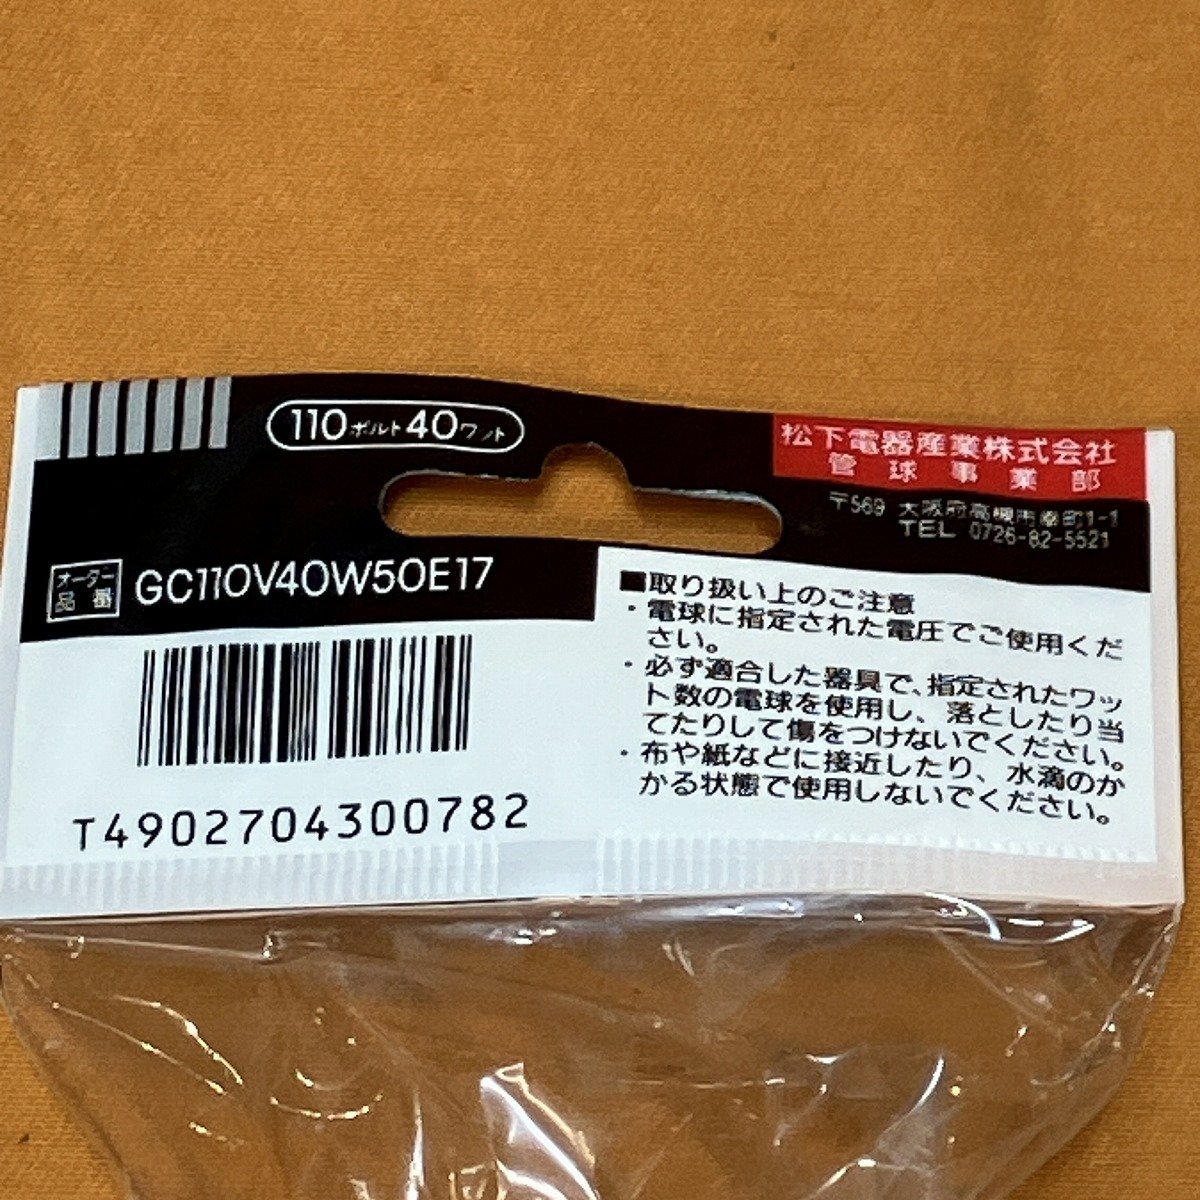 110ボルト40ワット
松下電器産業株式会社
管球事業部
〒569 大阪府高槻市幸町1-1
TEL 0726-82-5521
オーダー
品番
GC110V40W50E17
T4902704300782
■取り扱い上のご注意
・電球に指定された電圧でご使用くだ
さい。
・必ず適合した器具で、指定されたワッ
ト数の電球を使用し、落としたり当
てたりして傷をつけないでください。
・布や紙などに接近したり、水滴のか
かる状態で使用しないでください。